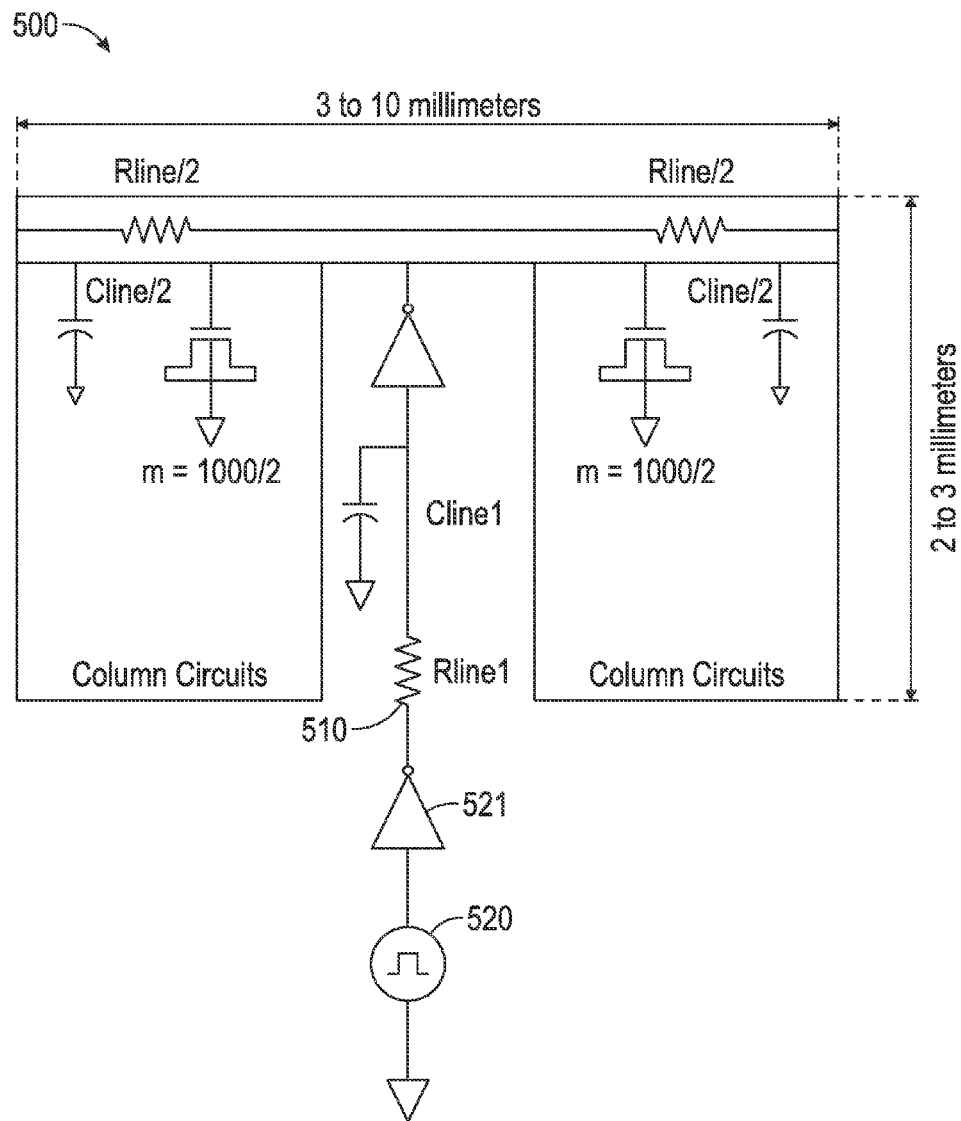 500
3 to 10 millimeters
Rline/2
Rline/2
Cline/2
Cline/2
m = 1000/2
m = 1000/2
Cline1
2 to 3 millimeters
Column Circuits
Rline1
Column Circuits
510
521
520